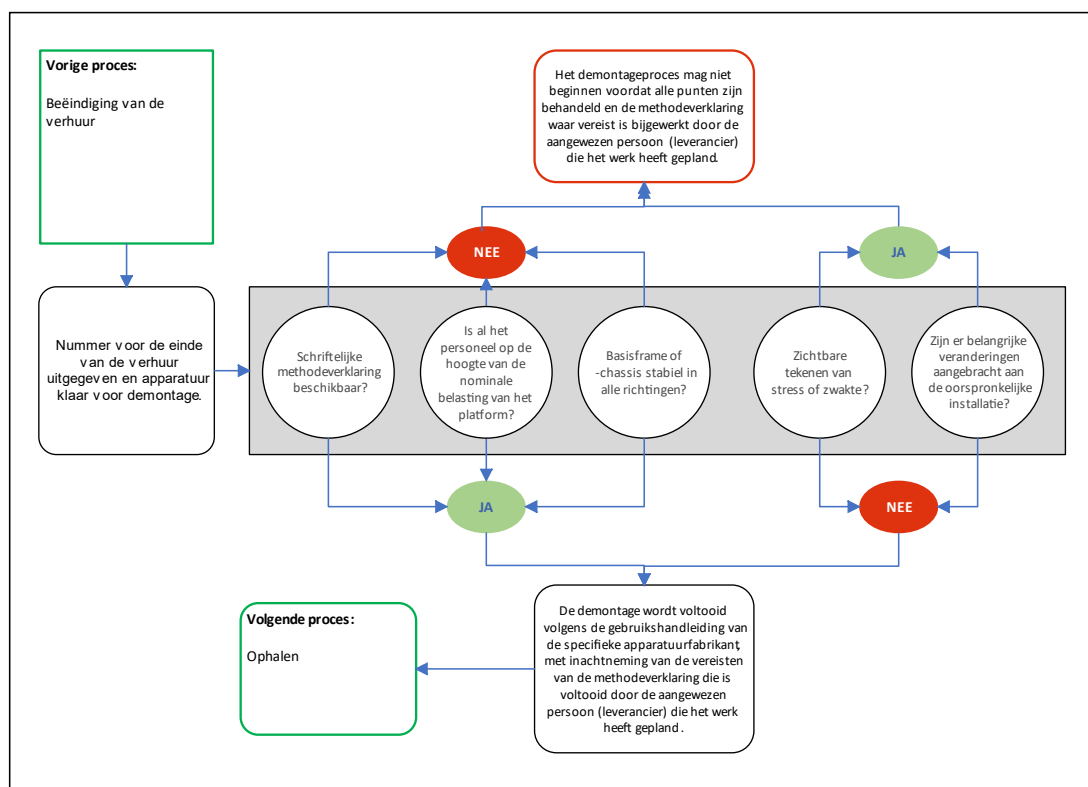 Vorige proces:
Beëindiging van de
verhuur
Het demontageproces mag niet
beginnen voordat alle punten zijn
behandeld en de methodeverklaring
waar vereist is bijgewerkt door de
aangewezen persoon (leverancier)
die het werk heeft gepland.
NEE
JA
Nummer voor de einde
van de verhuur
uitgegeven en apparatuur
klaar voor demontage.
Schriftelijke
methodeverklaring
beschikbaar?
Is al het
personeel op de
hoogte van de
nominale
belasting van het
platform?
Basisframe of
-chassis stabiel in
alle richtingen?
Zichtbare
tekenen van
stress of zwakte?
Zijn er belangrijke
veranderingen
aangebracht aan
de oorspronkelijke
installatie?
JA
NEE
De demontage wordt voltooid
volgens de gebruikshandleiding van
de specifieke apparatuurfabrikant,
met inachtneming van de vereisten
van de methodeverklaring die is
voltooid door de aangewezen
persoon (leverancier) die het werk
heeft gepland.
Volgende proces:
Ophalen